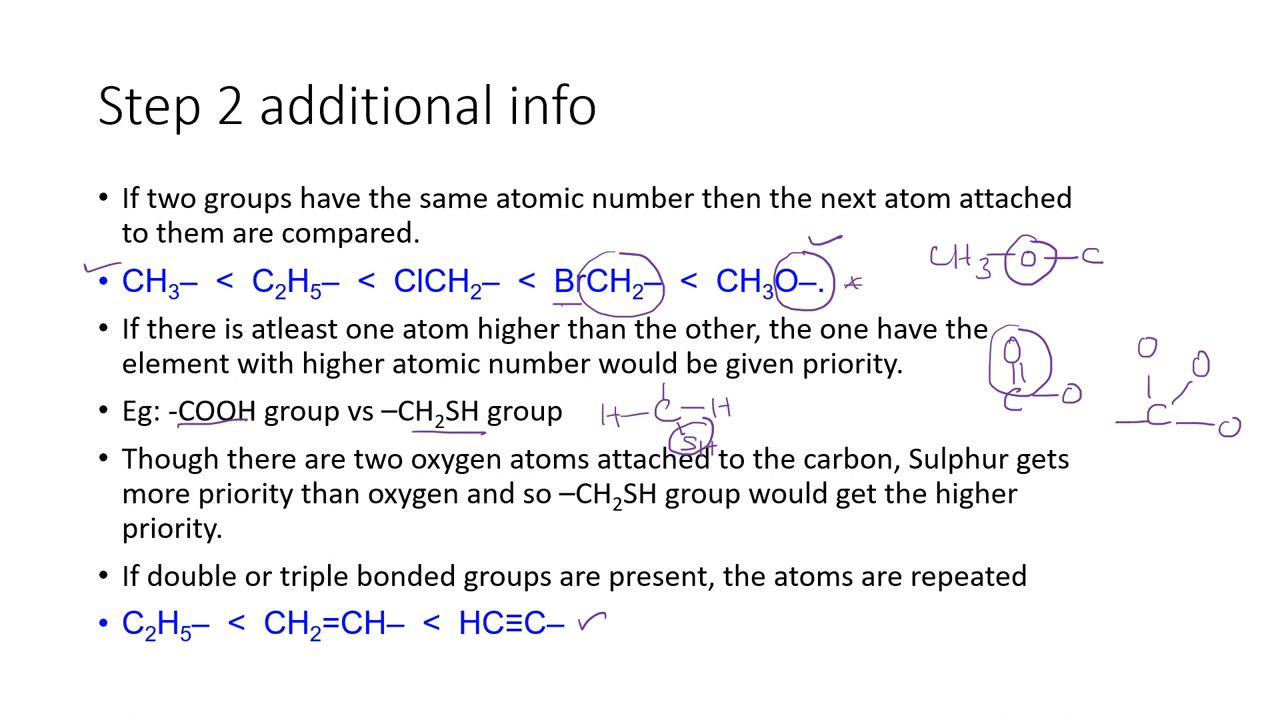 Step 2 additional info
• If two groups have the same atomic number then the next atom attached
to them are compared.
• CH₃– < C₂H₅– < ClCH₂– < BrCH₂– < CH₃O–.
CH₃—O—C
• If there is atleast one atom higher than the other, the one have the
element with higher atomic number would be given priority.
O
C—O
O O
—C—O
• Eg: -COOH group vs –CH₂SH group
H—C—H
SH
• Though there are two oxygen atoms attached to the carbon, Sulphur gets
more priority than oxygen and so –CH₂SH group would get the higher
priority.
• If double or triple bonded groups are present, the atoms are repeated
• C₂H₅– < CH₂=CH– < HC≡C–